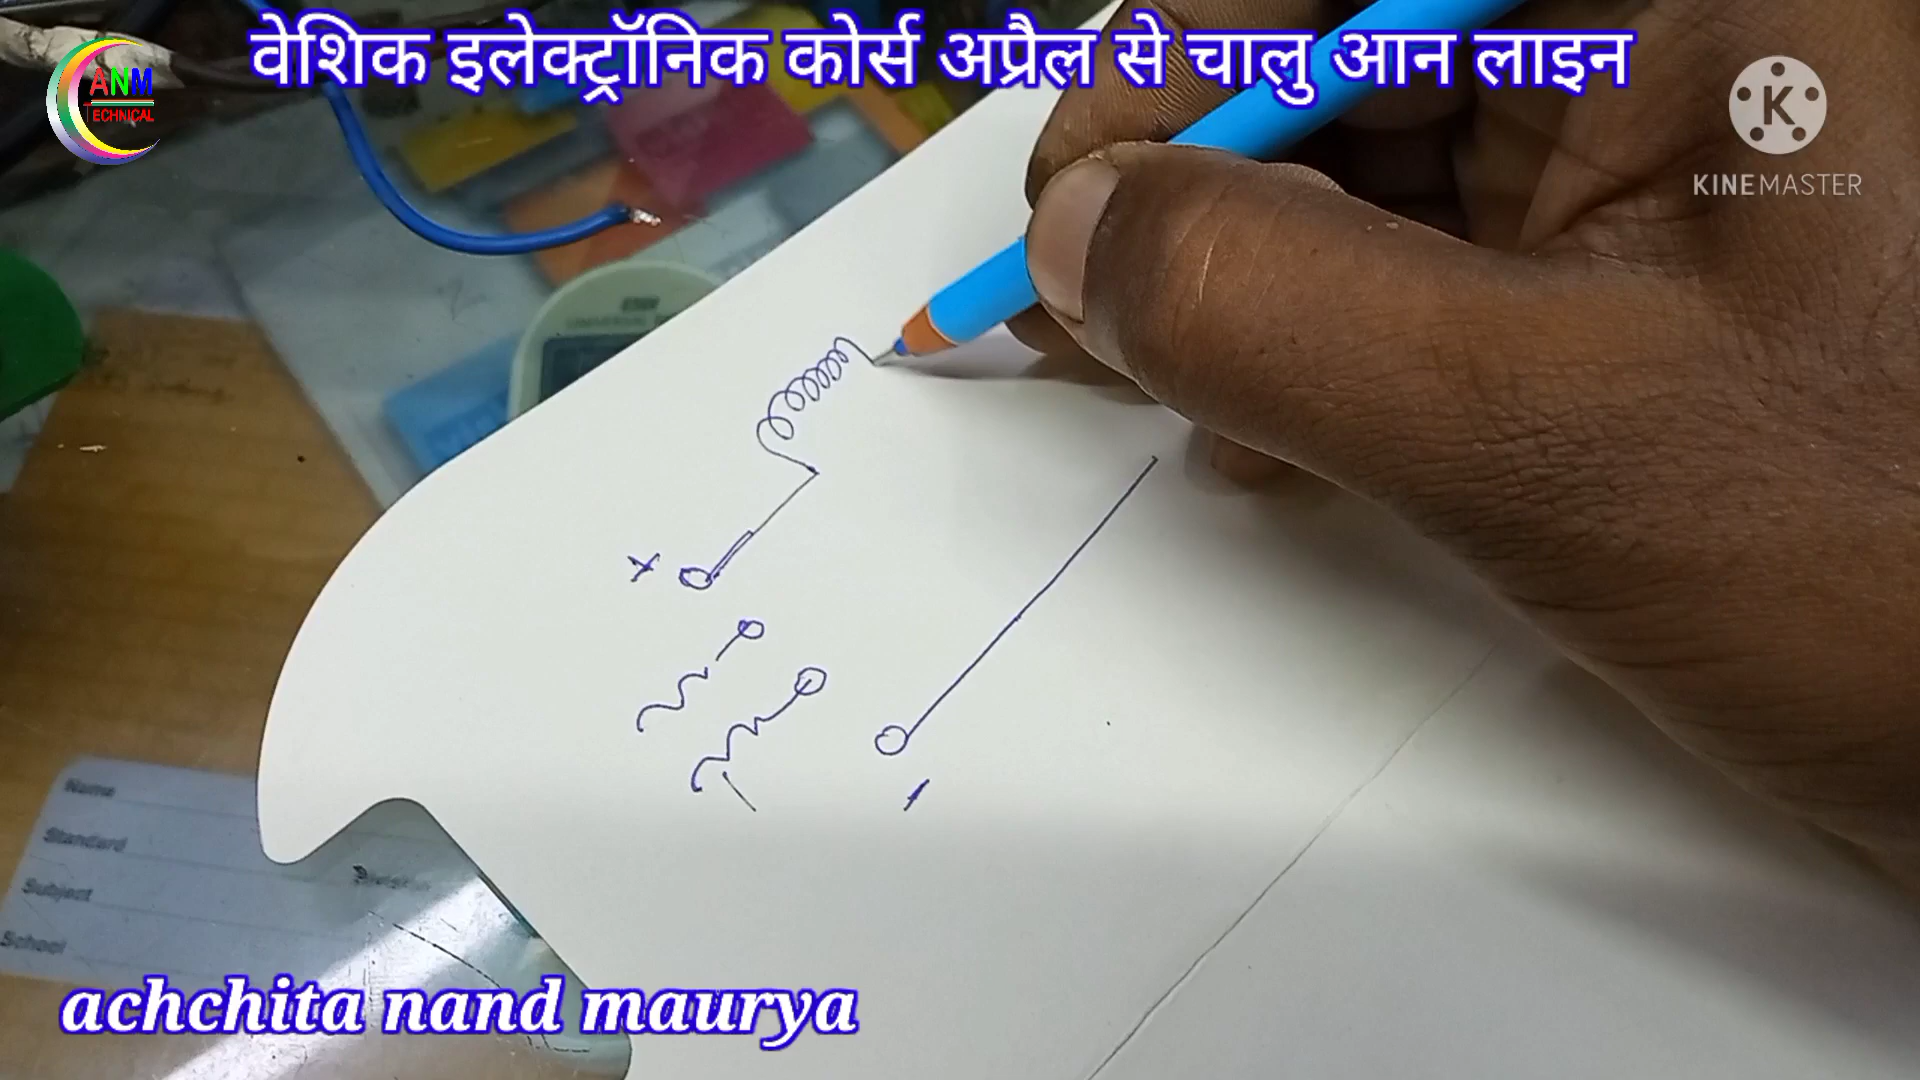 वेशिक इलेक्ट्रॉनिक कोर्स अप्रैल से चालु आन लाइन
ANM
TECHNICAL
K
KINEMASTER
+
-
Name
Standard
Subject
School
achchita nand maurya